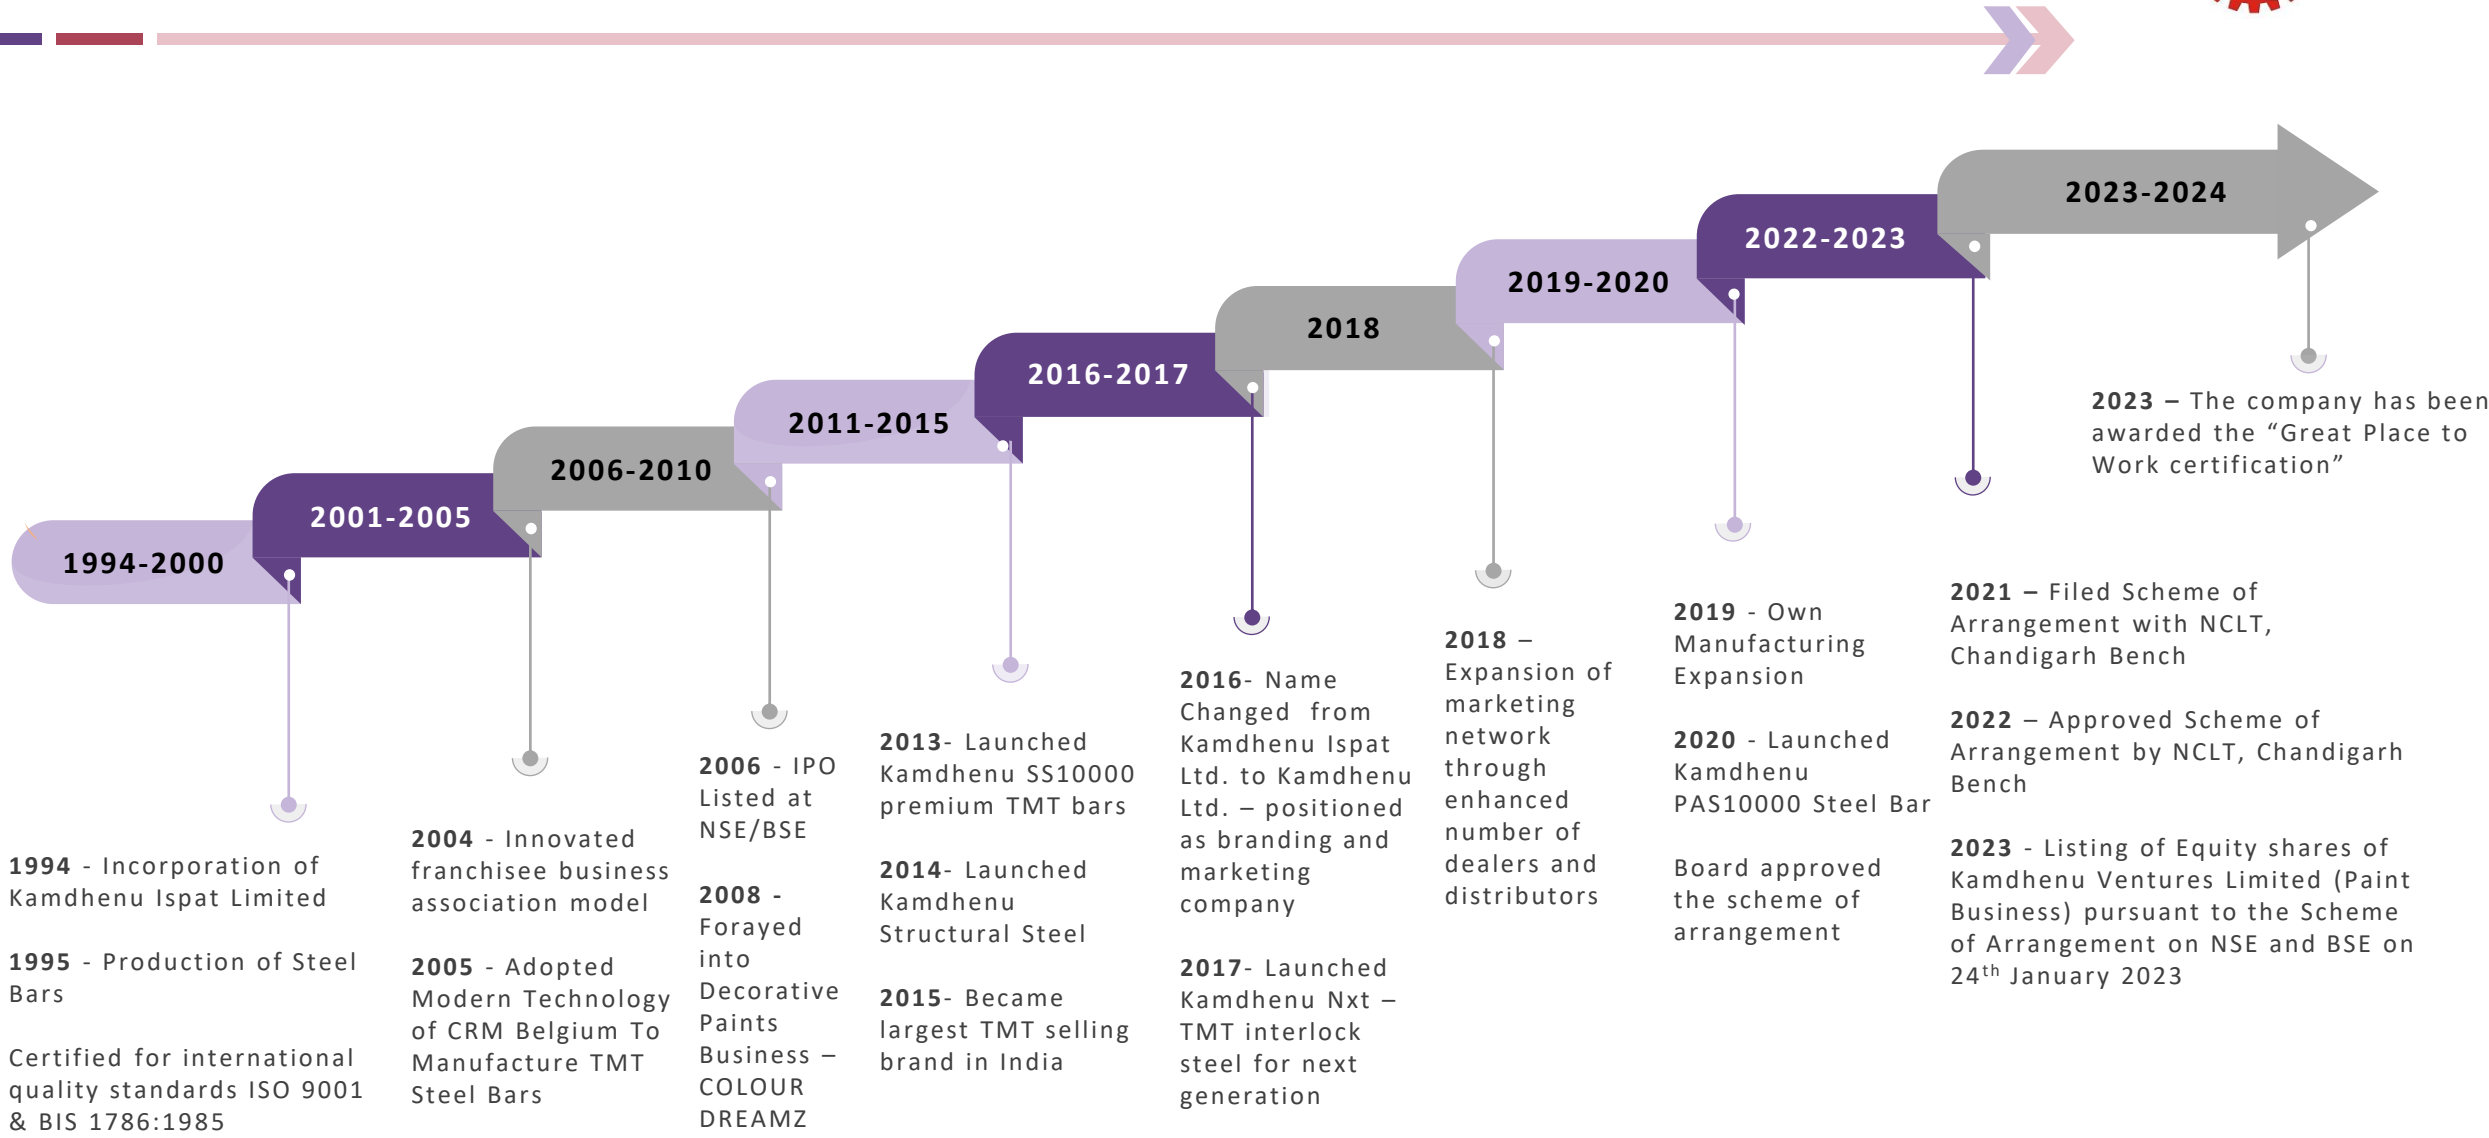 1994-2000
2001-2005
2006-2010
2011-2015
2016-2017
2018
2019-2020
2022-2023
2023-2024
1994 - Incorporation of
Kamdhenu Ispat Limited
1995 - Production of Steel
Bars
Certified for international
quality standards ISO 9001
& BIS 1786:1985
2004 - Innovated
franchisee business
association model
2005 - Adopted
Modern Technology
of CRM Belgium To
Manufacture TMT
Steel Bars
2006 - IPO
Listed at
NSE/BSE
2008 -
Forayed
into
Decorative
Paints
Business –
COLOUR
DREAMZ
2013- Launched
Kamdhenu SS10000
premium TMT bars
2014- Launched
Kamdhenu
Structural Steel
2015- Became
largest TMT selling
brand in India
2016- Name
Changed from
Kamdhenu Ispat
Ltd. to Kamdhenu
Ltd. – positioned
as branding and
marketing
company
2017- Launched
Kamdhenu Nxt –
TMT interlock
steel for next
generation
2018 –
Expansion of
marketing
network
through
enhanced
number of
dealers and
distributors
2019 - Own
Manufacturing
Expansion
2020 - Launched
Kamdhenu
PAS10000 Steel Bar
Board approved
the scheme of
arrangement
2021 – Filed Scheme of
Arrangement with NCLT,
Chandigarh Bench
2022 – Approved Scheme of
Arrangement by NCLT, Chandigarh
Bench
2023 - Listing of Equity shares of
Kamdhenu Ventures Limited (Paint
Business) pursuant to the Scheme
of Arrangement on NSE and BSE on
24th January 2023
2023 – The company has been
awarded the “Great Place to
Work certification”